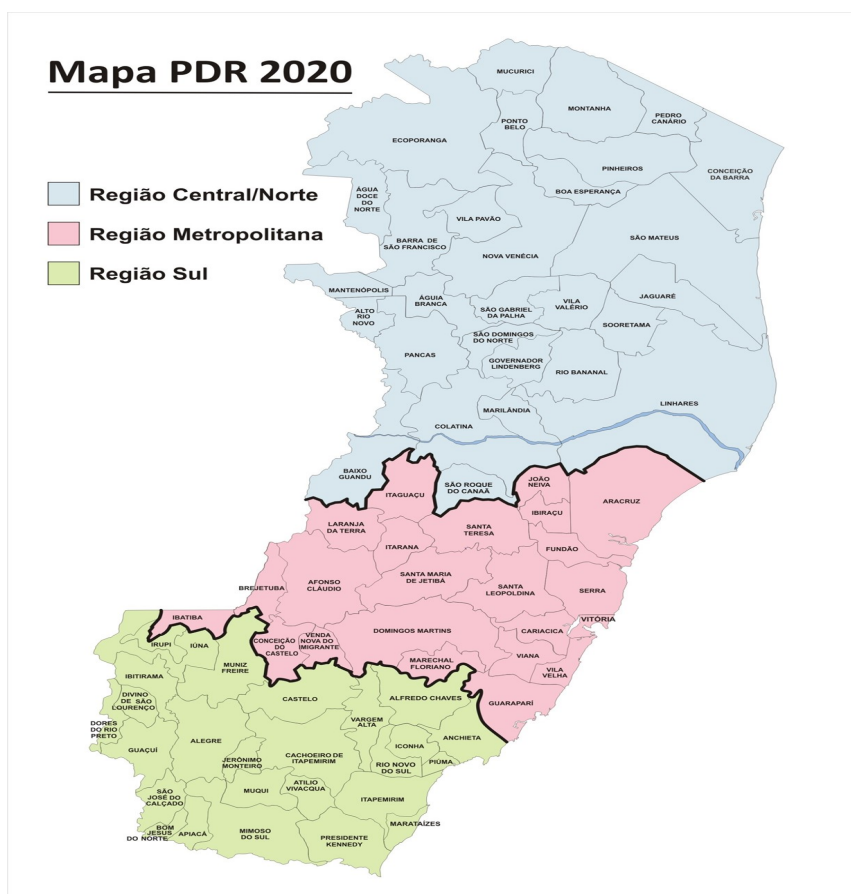 Mapa PDR 2020
Região Central/Norte
Região Metropolitana
Região Sul
MUCURICI
MONTANHA
PEDRO
CANÁRIO
PONTO
BELO
ECOPORANGA
PINHEIROS
CONCEIÇÃO
DA BARRA
ÁGUA
DOCE
DO
NORTE
BOA ESPERANÇA
VILA PAVÃO
BARRA DE
SÃO FRANCISCO
SÃO MATEUS
NOVA VENÉCIA
MANTENÓPOLIS
ÁGUIA
BRANCA
JAGUARÉ
VILA
VALÉRIO
SÃO GABRIEL
DA PALHA
ALTO
RIO
NOVO
SOORETAMA
SÃO DOMINGOS
DO NORTE
PANCAS
GOVERNADOR
LINDENBERG
RIO BANANAL
LINHARES
MARILÂNDIA
COLATINA
BAIXO
GUANDU
SÃO ROQUE
DO CANAÃ
JOÃO
NEIVA
ITAGUAÇU
ARACRUZ
IBIRAÇU
LARANJA
DA TERRA
SANTA
TERESA
ITARANA
FUNDÃO
BREJETUBA
AFONSO
CLÁUDIO
SANTA MARIA
DE JETIBÁ
SANTA
LEOPOLDINA
SERRA
IBATIBA
VITÓRIA
CONCEIÇÃO
DO
CASTELO
VENDA
NOVA DO
IMIGRANTE
DOMINGOS MARTINS
CARIACICA
IRUPI
IÚNA
VIANA
MARECHAL
FLORIANO
VILA
VELHA
MUNIZ
FREIRE
IBITIRAMA
GUARAPARÍ
DIVINO
DE SÃO
LOURENÇO
CASTELO
ALFREDO CHAVES
DORES
DO RIO
PRETO
VARGEM
ALTA
ANCHIETA
GUAÇUÍ
ALEGRE
ICONHA
JERÔNIMO
MONTEIRO
CACHOEIRO DE
ITAPEMIRIM
RIO NOVO
DO SUL
PIÚMA
SÃO
JOSÉ DO
CALÇADO
MUQUI
ATILIO
VIVACQUA
ITAPEMIRIM
MARATAÍZES
BOM
JESUS
DO NORTE
APIACÁ
MIMOSO
DO SUL
PRESIDENTE
KENNEDY